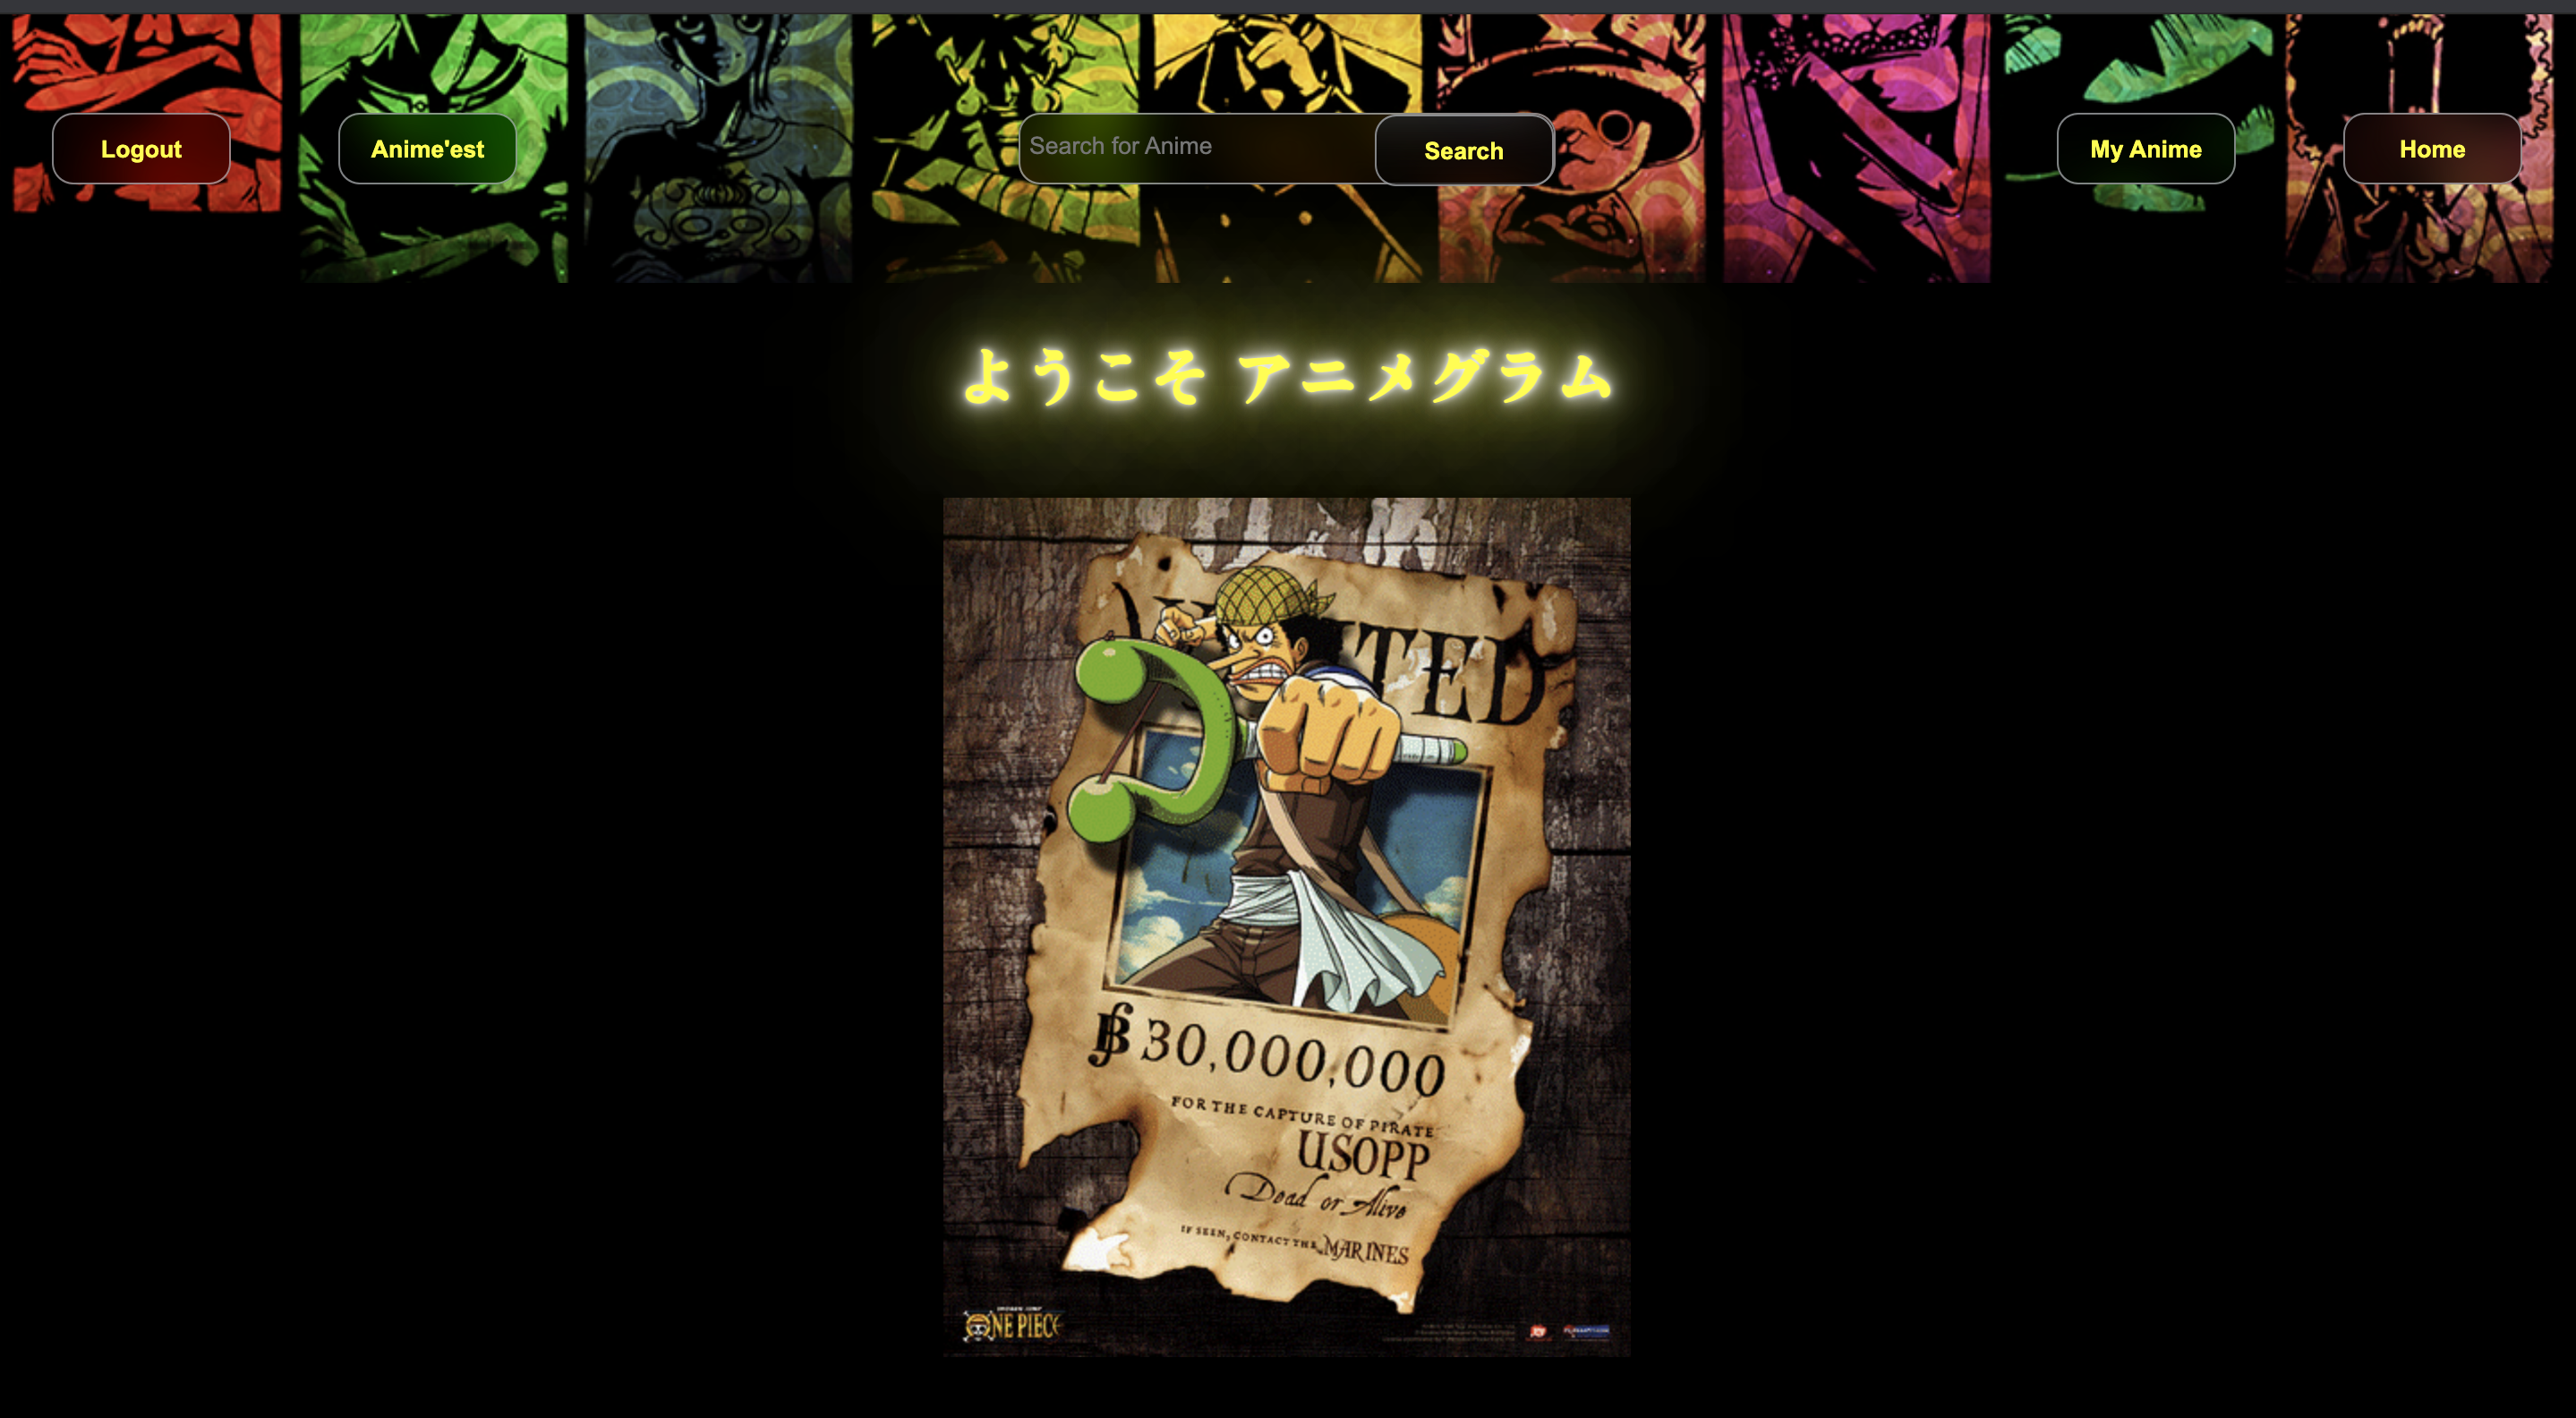 Logout
Anime'est
Search for Anime
Search
My Anime
Home
ようこそ アニメグラム
TED
30,000,000
FOR THE CAPTURE OF PIRATE
USOPP
Dead or Alive
IF SEEN, CONTACT THE MARINES
ONE PIECE